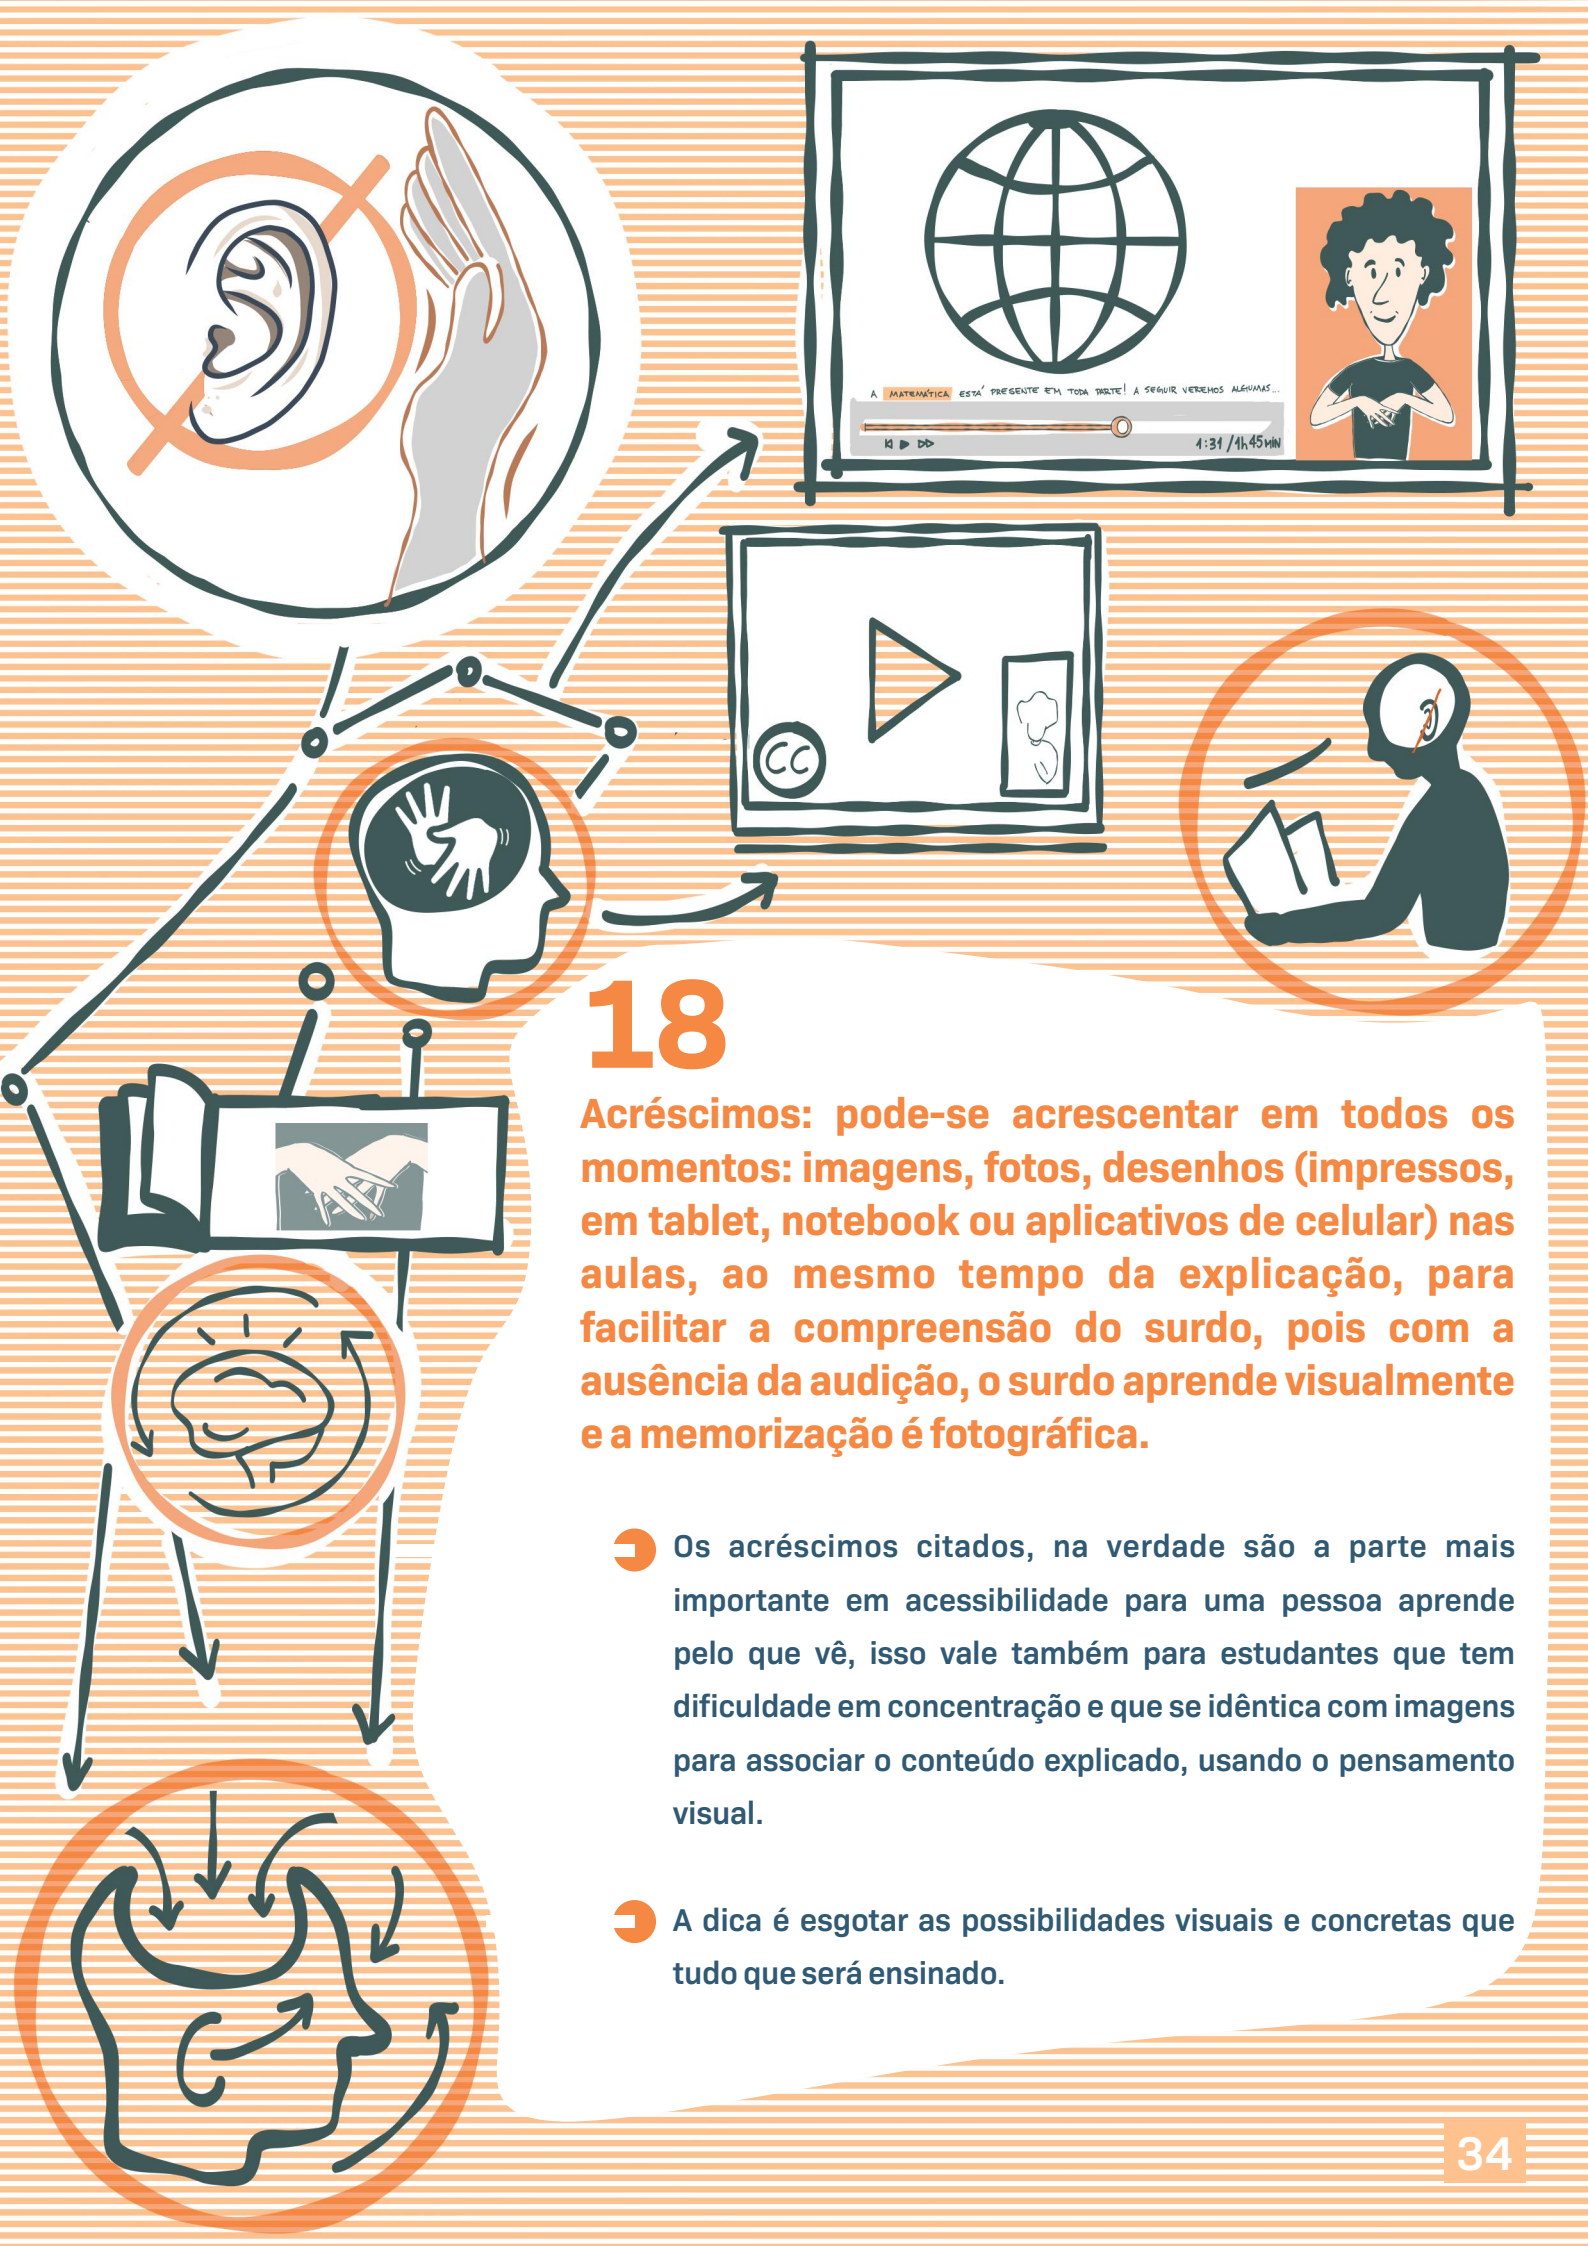 A MATEMÁTICA ESTÁ PRESENTE EM TODA PARTE! A SEGUIR VEREMOS ALGUMAS...
1:31 / 1h 45 min
CC
18
Acréscimos: pode-se acrescentar em todos os
momentos: imagens, fotos, desenhos (impressos,
em tablet, notebook ou aplicativos de celular) nas
aulas, ao mesmo tempo da explicação, para
facilitar a compreensão do surdo, pois com a
ausência da audição, o surdo aprende visualmente
e a memorização é fotográfica.
Os acréscimos citados, na verdade são a parte mais
importante em acessibilidade para uma pessoa aprende
pelo que vê, isso vale também para estudantes que tem
dificuldade em concentração e que se idêntica com imagens
para associar o conteúdo explicado, usando o pensamento
visual.
A dica é esgotar as possibilidades visuais e concretas que
tudo que será ensinado.
34